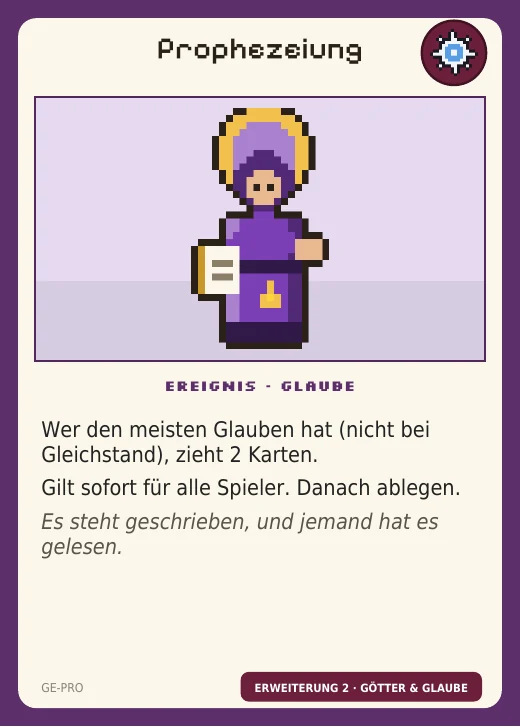 Prophezeiung
EREIGNIS · GLAUBE
Wer den meisten Glauben hat (nicht bei
Gleichstand), zieht 2 Karten.
Gilt sofort für alle Spieler. Danach ablegen.
Es steht geschrieben, und jemand hat es
gelesen.
GE-PRO
ERWEITERUNG 2 · GÖTTER & GLAUBE